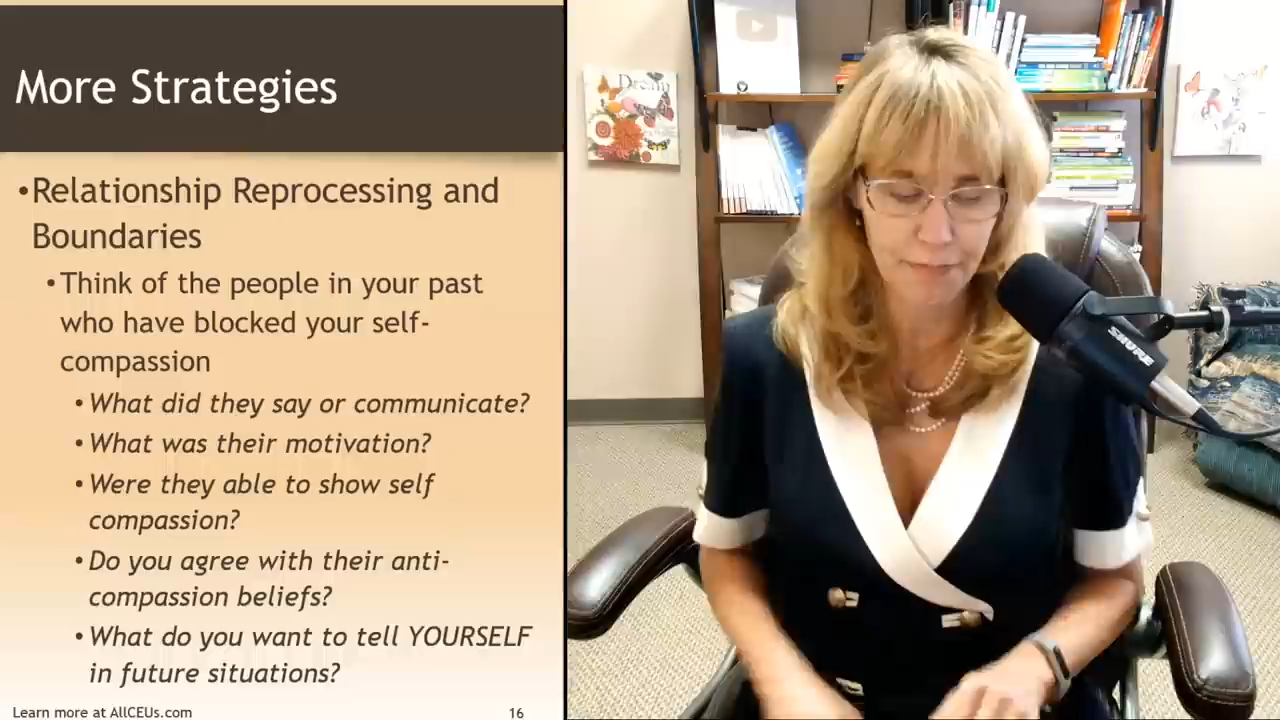 More Strategies
•Relationship Reprocessing and
Boundaries
•Think of the people in your past
who have blocked your self-
compassion
•What did they say or communicate?
•What was their motivation?
•Were they able to show self
compassion?
•Do you agree with their anti-
compassion beliefs?
•What do you want to tell YOURSELF
in future situations?
Learn more at AllCEUs.com
16
Dream
SHURE